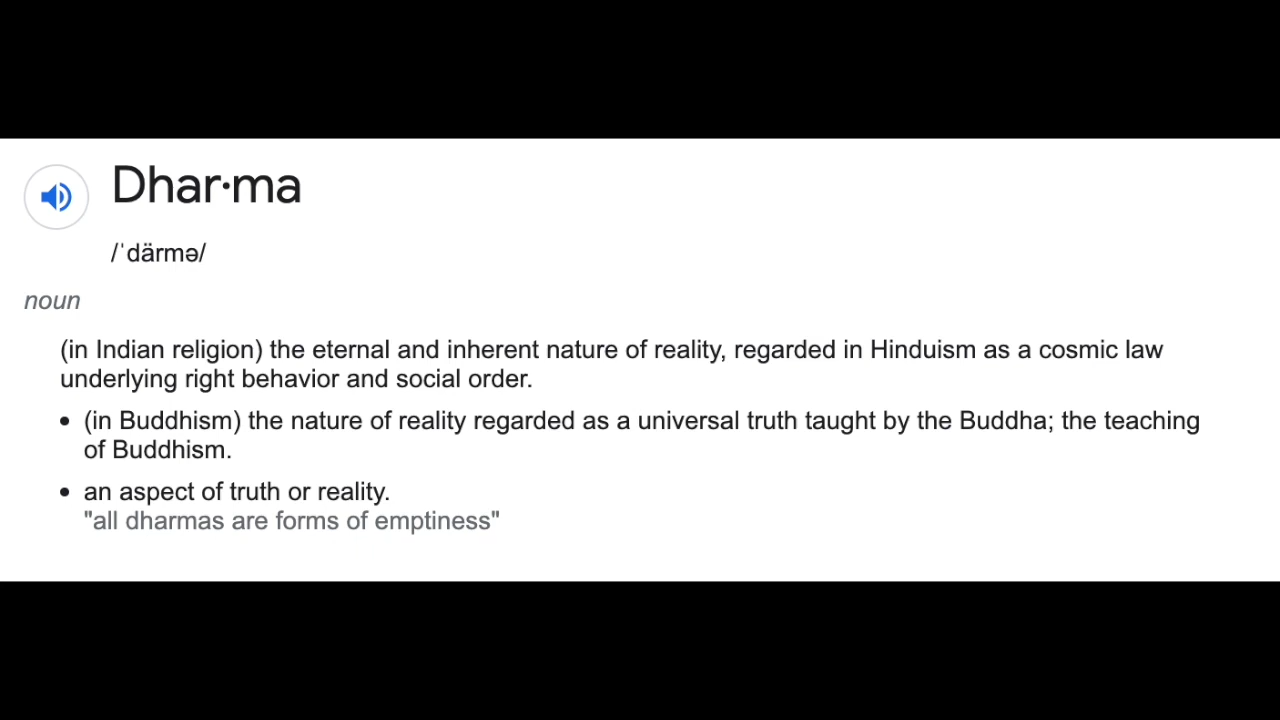 Dhar·ma
/ˈdärmə/
noun
(in Indian religion) the eternal and inherent nature of reality, regarded in Hinduism as a cosmic law
underlying right behavior and social order.
• (in Buddhism) the nature of reality regarded as a universal truth taught by the Buddha; the teaching
of Buddhism.
• an aspect of truth or reality.
"all dharmas are forms of emptiness"